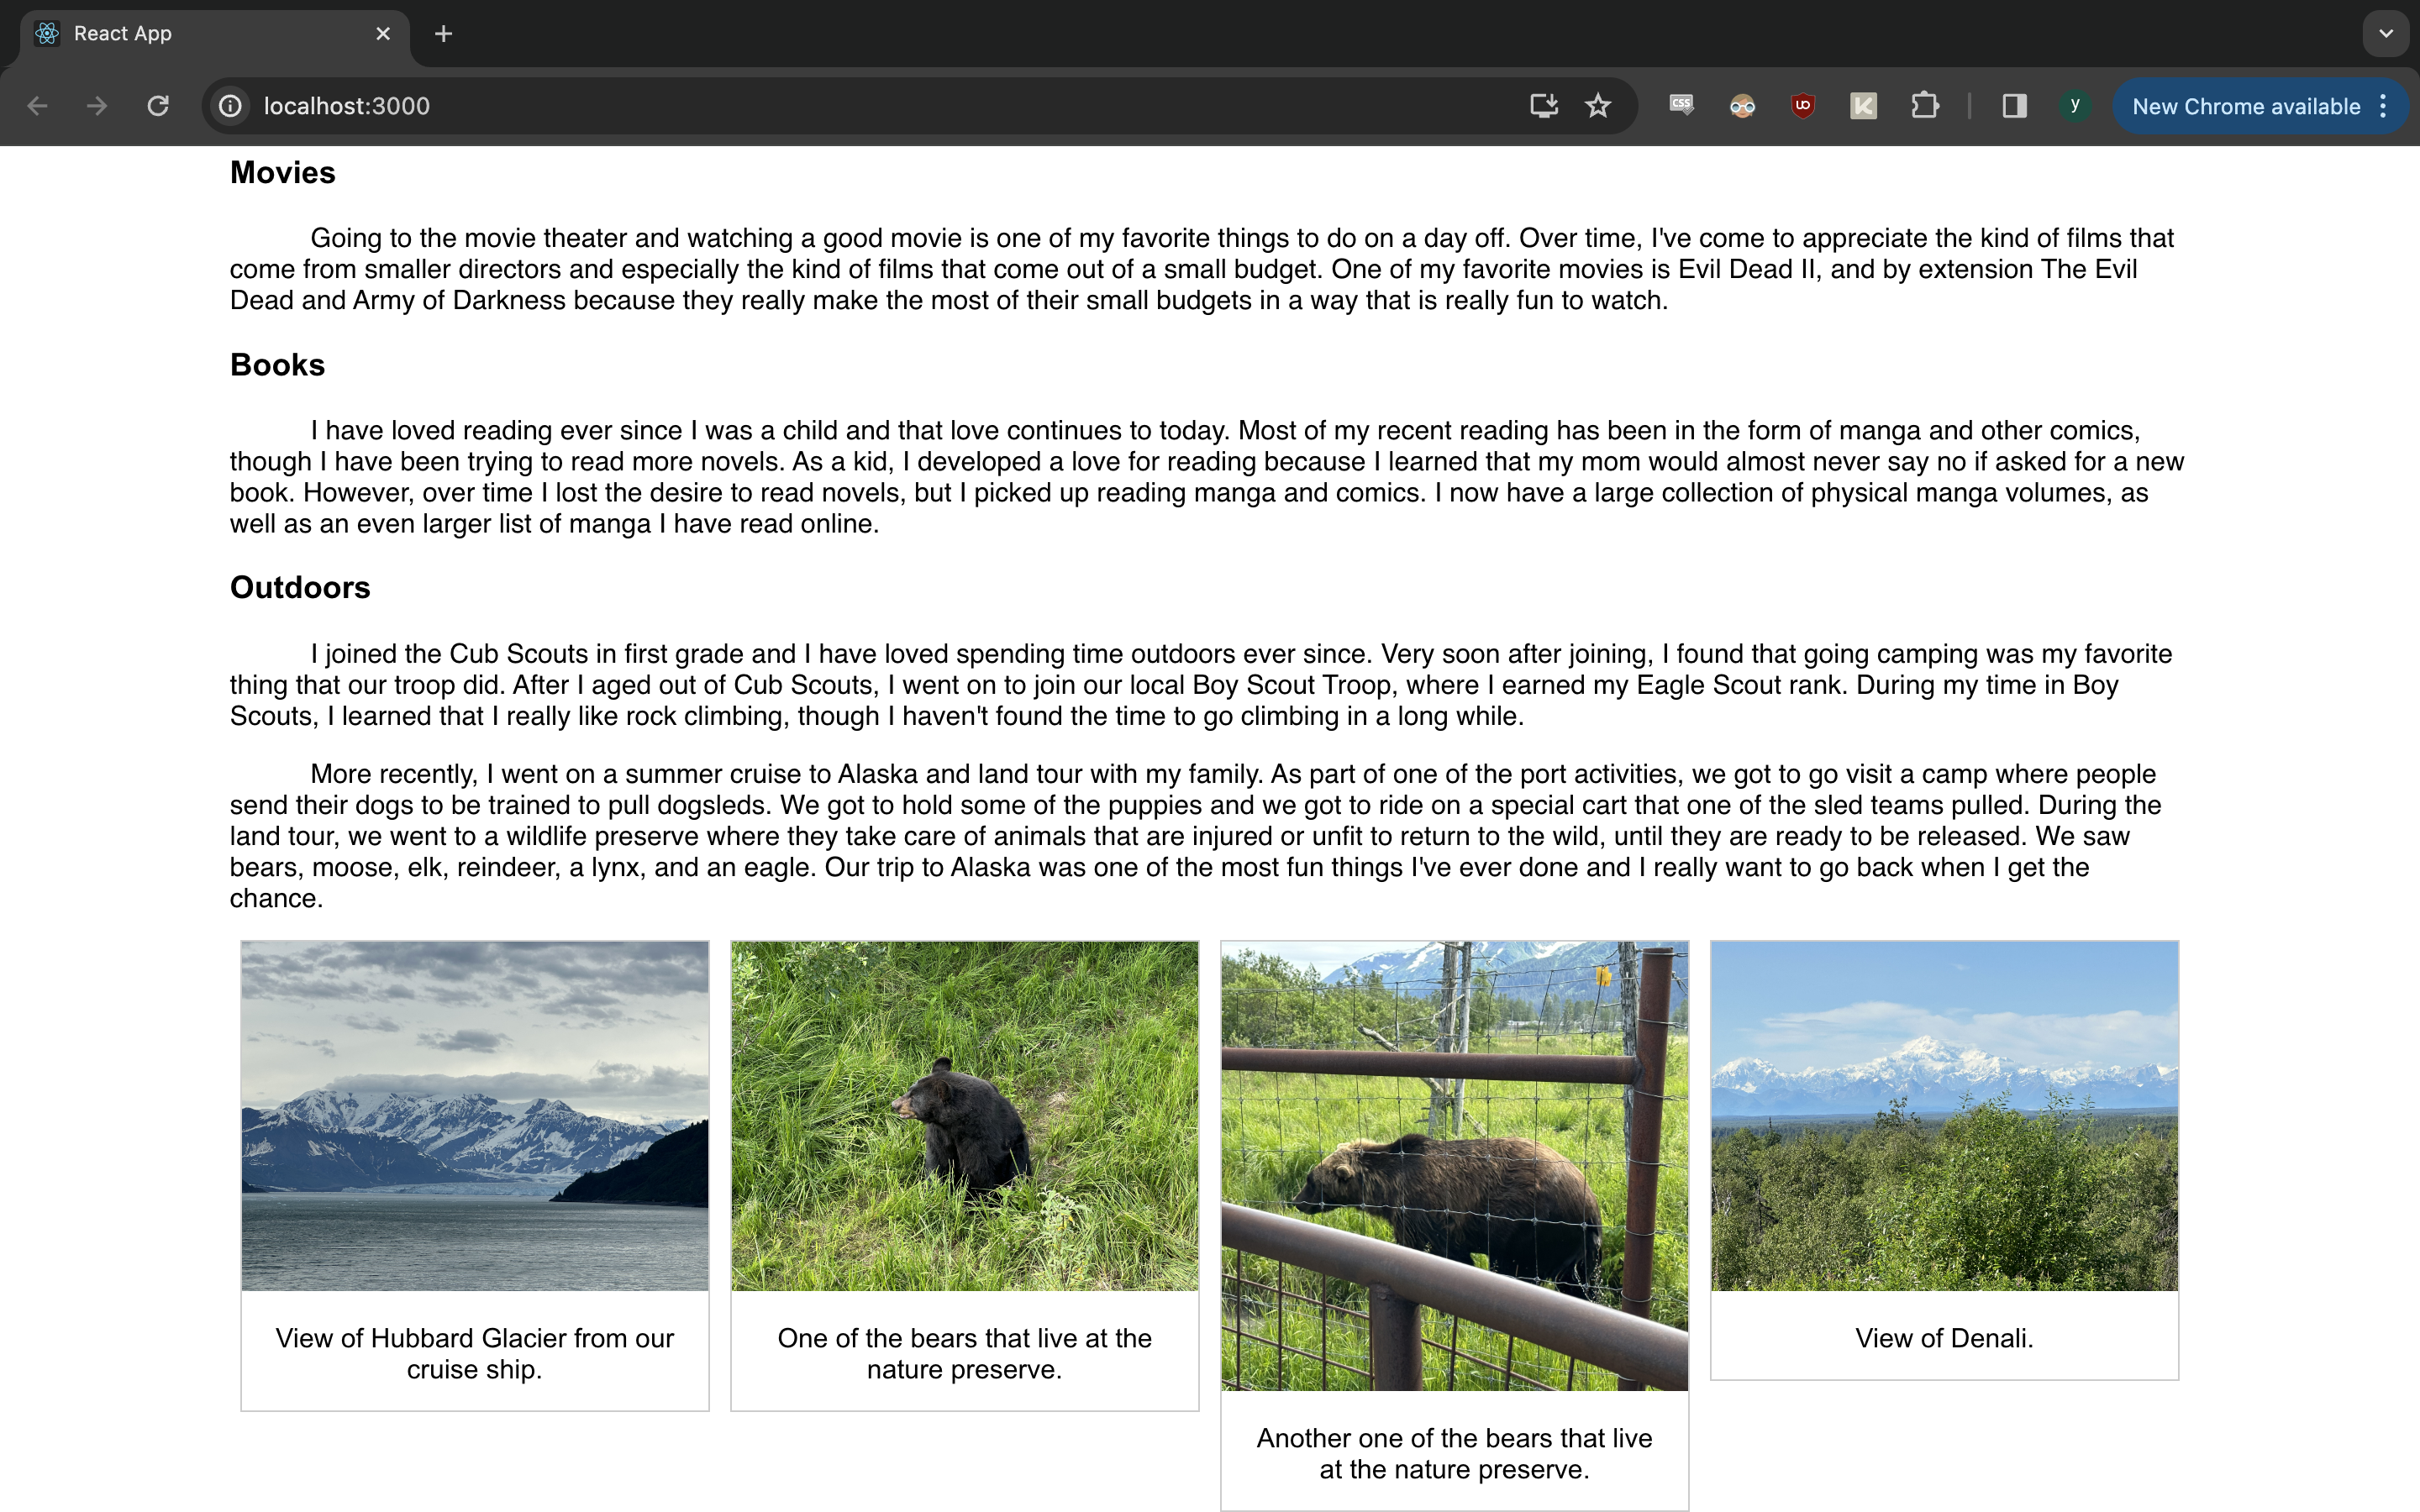 React App
localhost:3000
CSS
UO
K
y
New Chrome available
Movies
Going to the movie theater and watching a good movie is one of my favorite things to do on a day off. Over time, I've come to appreciate the kind of films that
come from smaller directors and especially the kind of films that come out of a small budget. One of my favorite movies is Evil Dead II, and by extension The Evil
Dead and Army of Darkness because they really make the most of their small budgets in a way that is really fun to watch.
Books
I have loved reading ever since I was a child and that love continues to today. Most of my recent reading has been in the form of manga and other comics,
though I have been trying to read more novels. As a kid, I developed a love for reading because I learned that my mom would almost never say no if asked for a new
book. However, over time I lost the desire to read novels, but I picked up reading manga and comics. I now have a large collection of physical manga volumes, as
well as an even larger list of manga I have read online.
Outdoors
I joined the Cub Scouts in first grade and I have loved spending time outdoors ever since. Very soon after joining, I found that going camping was my favorite
thing that our troop did. After I aged out of Cub Scouts, I went on to join our local Boy Scout Troop, where I earned my Eagle Scout rank. During my time in Boy
Scouts, I learned that I really like rock climbing, though I haven't found the time to go climbing in a long while.
More recently, I went on a summer cruise to Alaska and land tour with my family. As part of one of the port activities, we got to go visit a camp where people
send their dogs to be trained to pull dogsleds. We got to hold some of the puppies and we got to ride on a special cart that one of the sled teams pulled. During the
land tour, we went to a wildlife preserve where they take care of animals that are injured or unfit to return to the wild, until they are ready to be released. We saw
bears, moose, elk, reindeer, a lynx, and an eagle. Our trip to Alaska was one of the most fun things I've ever done and I really want to go back when I get the
chance.
View of Hubbard Glacier from our
cruise ship.
One of the bears that live at the
nature preserve.
Another one of the bears that live
at the nature preserve.
View of Denali.